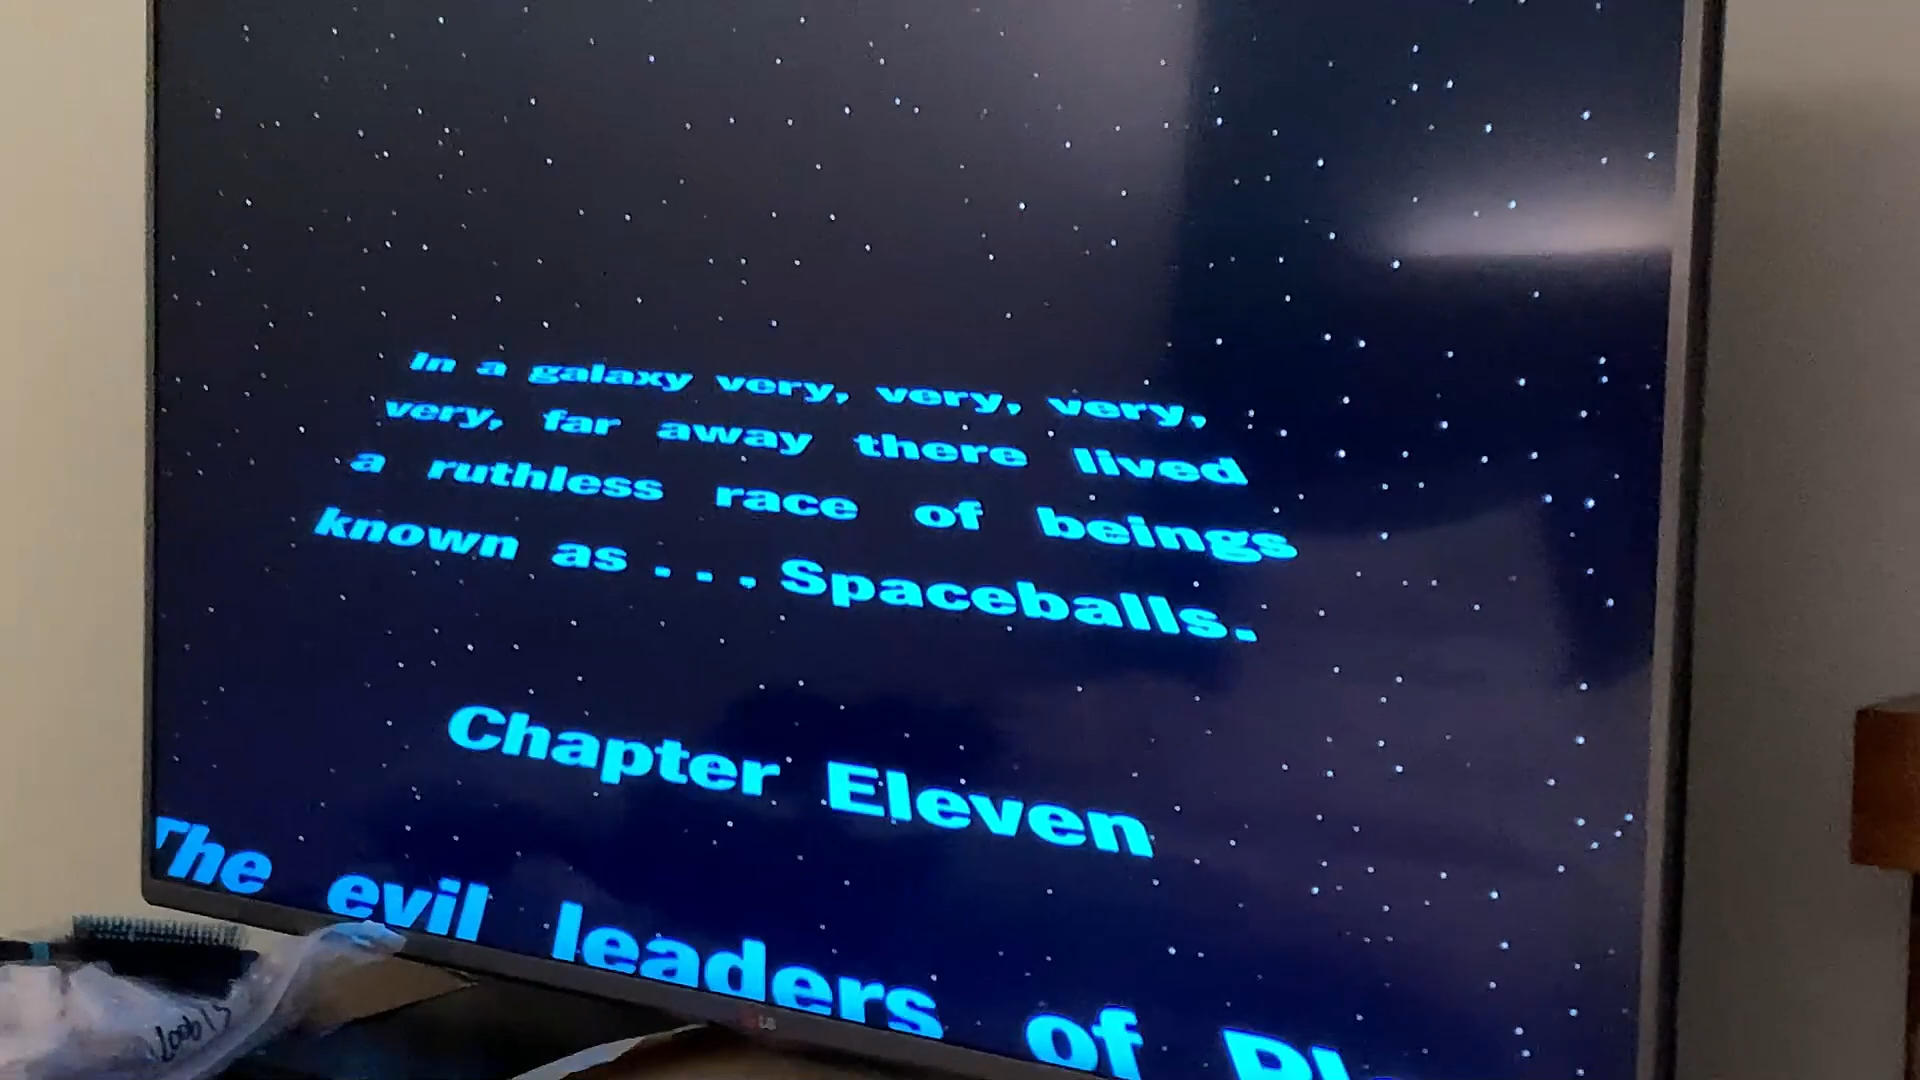 In a galaxy very, very, very,
very, far away there lived
a ruthless race of beings
known as . . . Spaceballs.
Chapter Eleven
The evil leaders of
LG